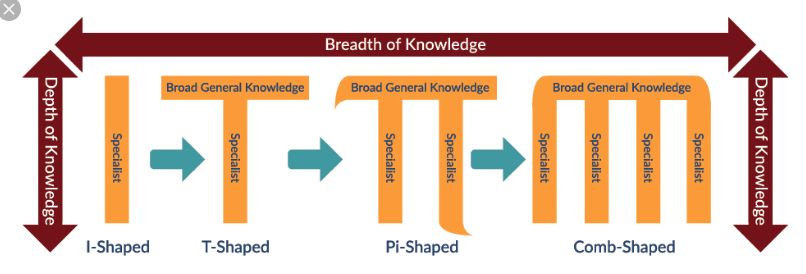 Breadth of Knowledge
Depth of Knowledge
Broad General Knowledge
Broad General Knowledge
Broad General Knowledge
Depth of Knowledge
Specialist
Specialist
Specialist
Specialist
Specialist
Specialist
Specialist
Specialist
I-Shaped
T-Shaped
Pi-Shaped
Comb-Shaped